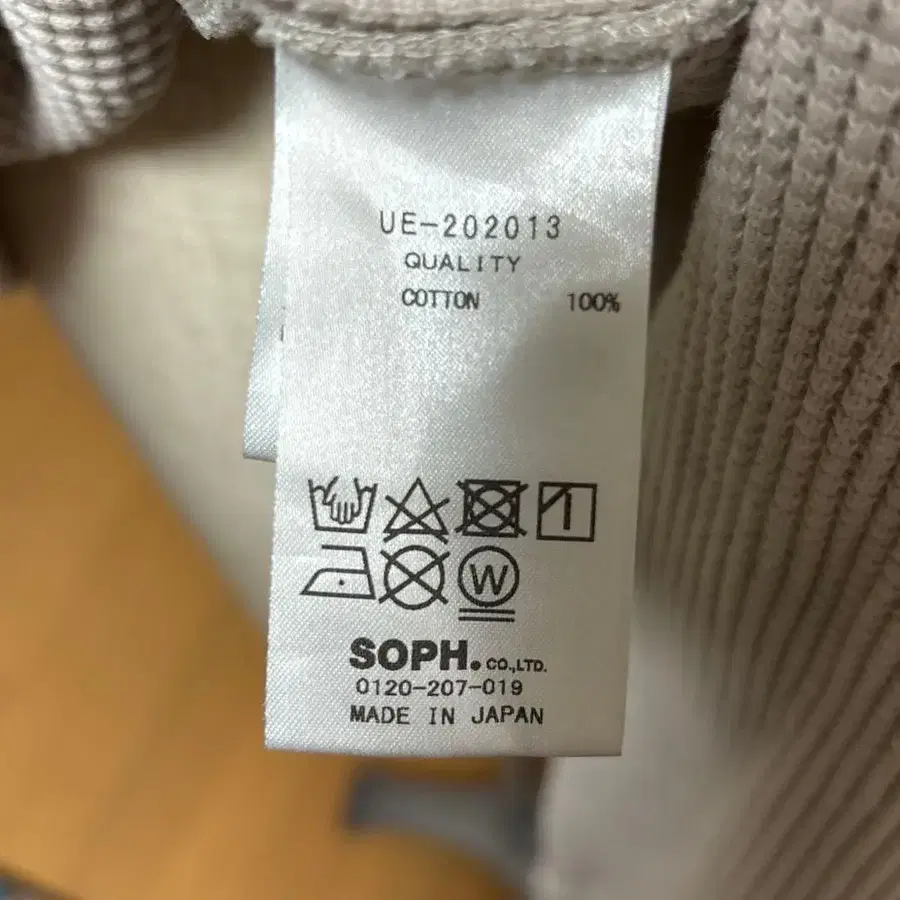 UE-202013
QUALITY
COTTON 100%
W
SOPH. CO.,LTD.
0120-207-019
MADE IN JAPAN